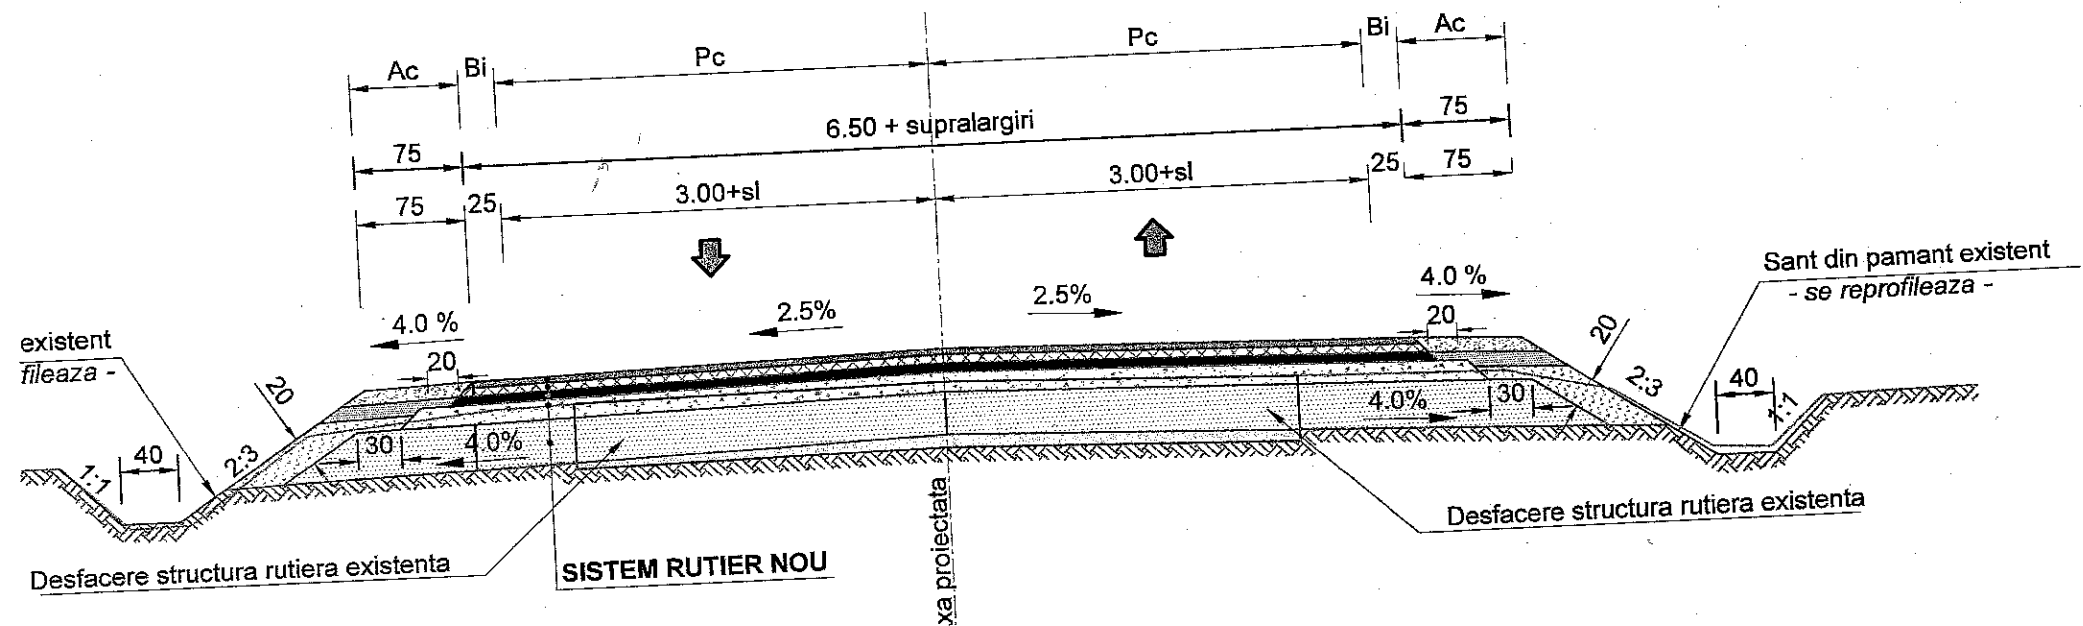 Ac Bi Pc Pc Bi Ac
75 6.50 + supralargiri 75
75 25 3.00+sl 3.00+sl 25 75
4.0 % 2.5% 2.5% 4.0 %
Sant din pamant existent
- se reprofileaza -
existent
fileaza -
20 20 20 20
1:1 40 2:3 30 4.0% 4.0% 30 2:3 40 1:1
Desfacere structura rutiera existenta
SISTEM RUTIER NOU
xa proiectata
Desfacere structura rutiera existenta